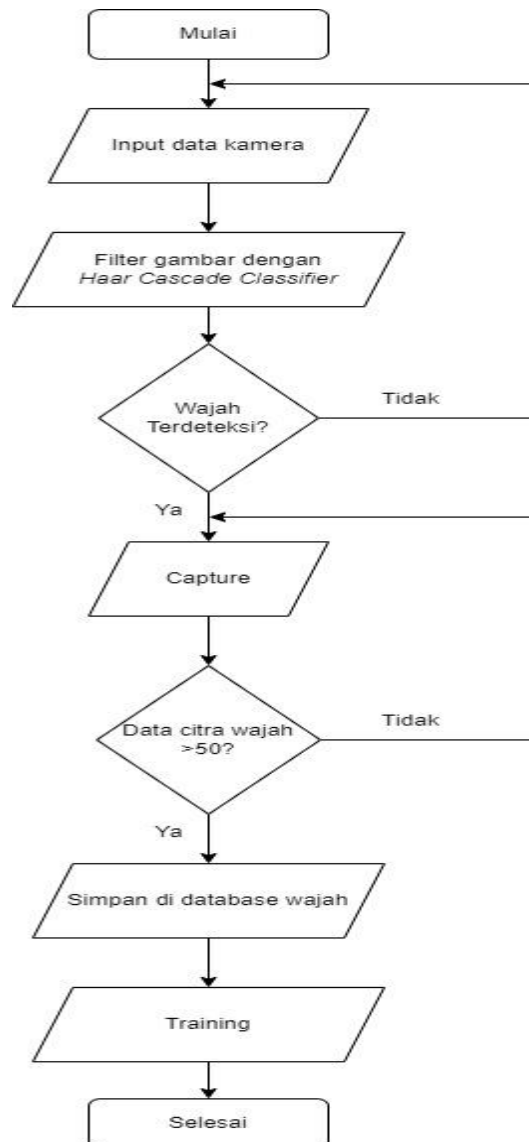 Mulai
Input data kamera
Filter gambar dengan
Haar Cascade Classifier
Wajah
Terdeteksi?
Tidak
Ya
Capture
Data citra wajah
>50?
Tidak
Ya
Simpan di database wajah
Training
Selesai